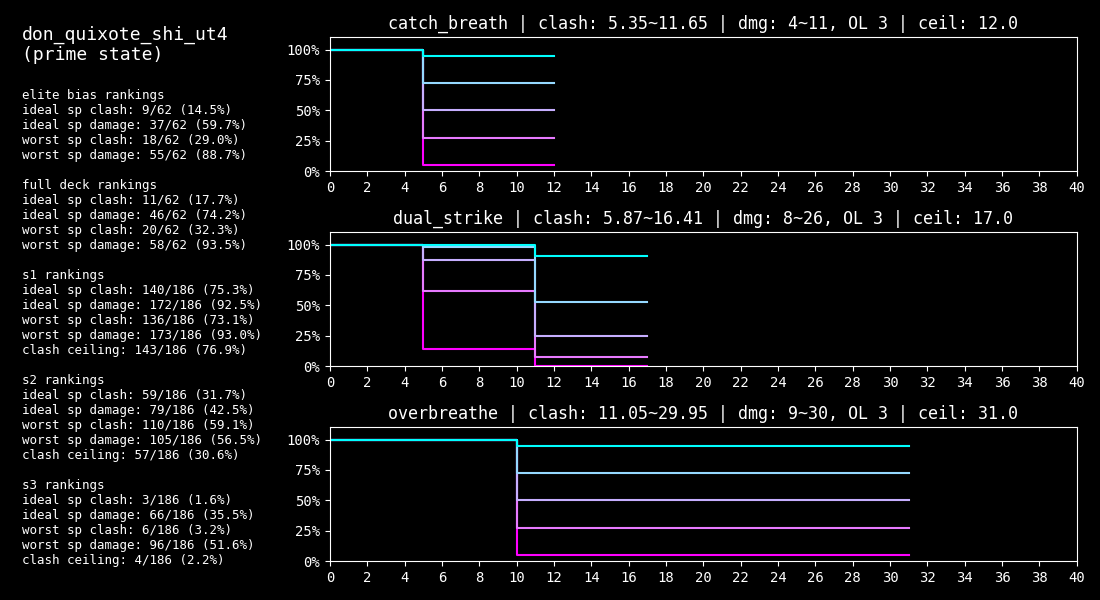 don_quixote_shi_ut4
(prime state)
elite bias rankings
ideal sp clash: 9/62 (14.5%)
ideal sp damage: 37/62 (59.7%)
worst sp clash: 18/62 (29.0%)
worst sp damage: 55/62 (88.7%)
full deck rankings
ideal sp clash: 11/62 (17.7%)
ideal sp damage: 46/62 (74.2%)
worst sp clash: 20/62 (32.3%)
worst sp damage: 58/62 (93.5%)
s1 rankings
ideal sp clash: 140/186 (75.3%)
ideal sp damage: 172/186 (92.5%)
worst sp clash: 136/186 (73.1%)
worst sp damage: 173/186 (93.0%)
clash ceiling: 143/186 (76.9%)
s2 rankings
ideal sp clash: 59/186 (31.7%)
ideal sp damage: 79/186 (42.5%)
worst sp clash: 110/186 (59.1%)
worst sp damage: 105/186 (56.5%)
clash ceiling: 57/186 (30.6%)
s3 rankings
ideal sp clash: 3/186 (1.6%)
ideal sp damage: 66/186 (35.5%)
worst sp clash: 6/186 (3.2%)
worst sp damage: 96/186 (51.6%)
clash ceiling: 4/186 (2.2%)
catch_breath | clash: 5.35~11.65 | dmg: 4~11, OL 3 | ceil: 12.0
100%
75%
50%
25%
0%
0 2 4 6 8 10 12 14 16 18 20 22 24 26 28 30 32 34 36 38 40
dual_strike | clash: 5.87~16.41 | dmg: 8~26, OL 3 | ceil: 17.0
100%
75%
50%
25%
0%
0 2 4 6 8 10 12 14 16 18 20 22 24 26 28 30 32 34 36 38 40
overbreathe | clash: 11.05~29.95 | dmg: 9~30, OL 3 | ceil: 31.0
100%
75%
50%
25%
0%
0 2 4 6 8 10 12 14 16 18 20 22 24 26 28 30 32 34 36 38 40